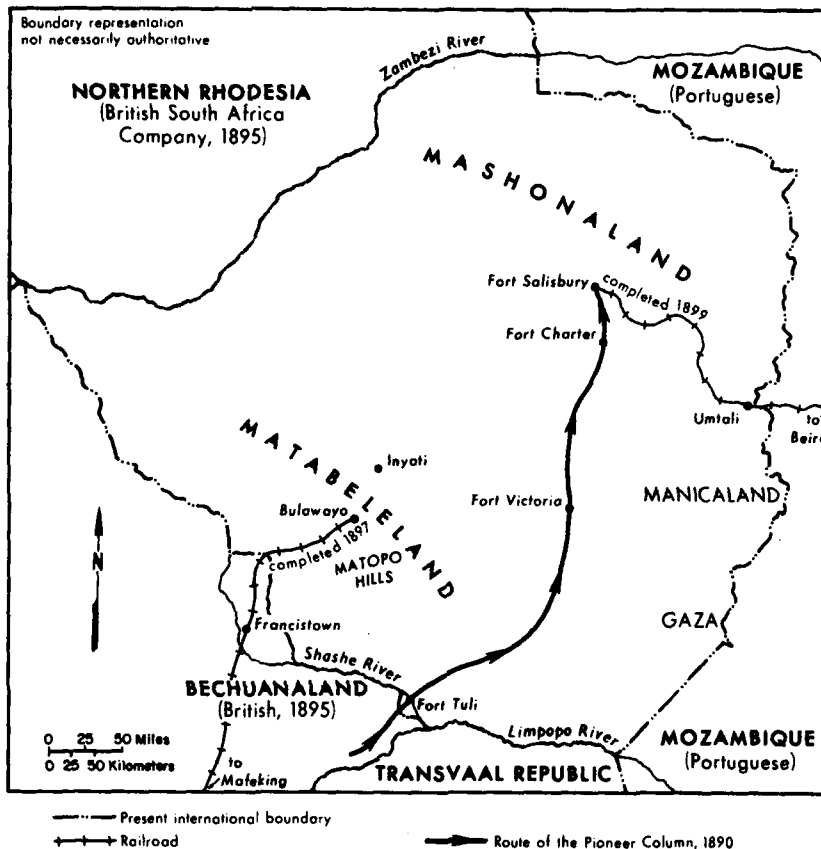 Boundary representation
not necessarily authoritative
Zambezi River
NORTHERN RHODESIA
(British South Africa
Company, 1895)
MOZAMBIQUE
(Portuguese)
MASHONALAND
Fort Salisbury
completed 1899
Fort Charter
Umtali
to
Beira
MATABELELAND
Inyati
Bulawayo
completed 1897
MATOPO
HILLS
Fort Victoria
MANICALAND
N
Francistown
GAZA
Shashe River
BECHUANALAND
(British, 1895)
Fort Tuli
Limpopo River
0 25 50 Miles
0 25 50 Kilometers
to
Mafeking
TRANSVAAL REPUBLIC
MOZAMBIQUE
(Portuguese)
Present international boundary
Railroad
Route of the Pioneer Column, 1890